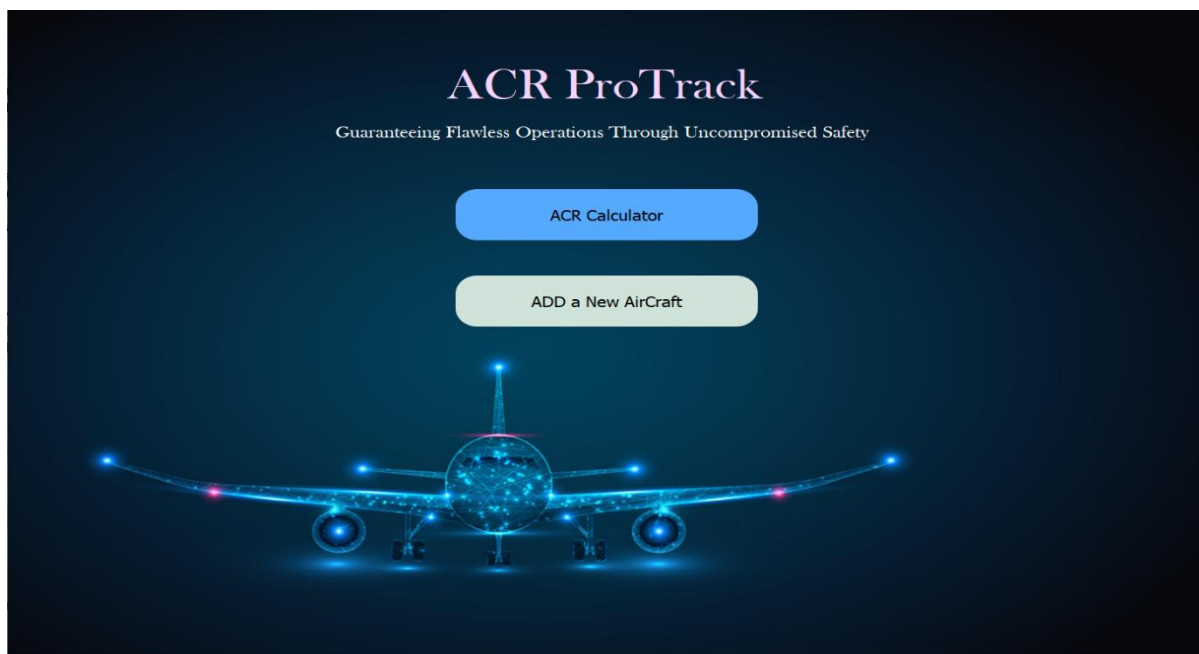 ACR ProTrack
Guaranteeing Flawless Operations Through Uncompromised Safety
ACR Calculator
ADD a New AirCraft